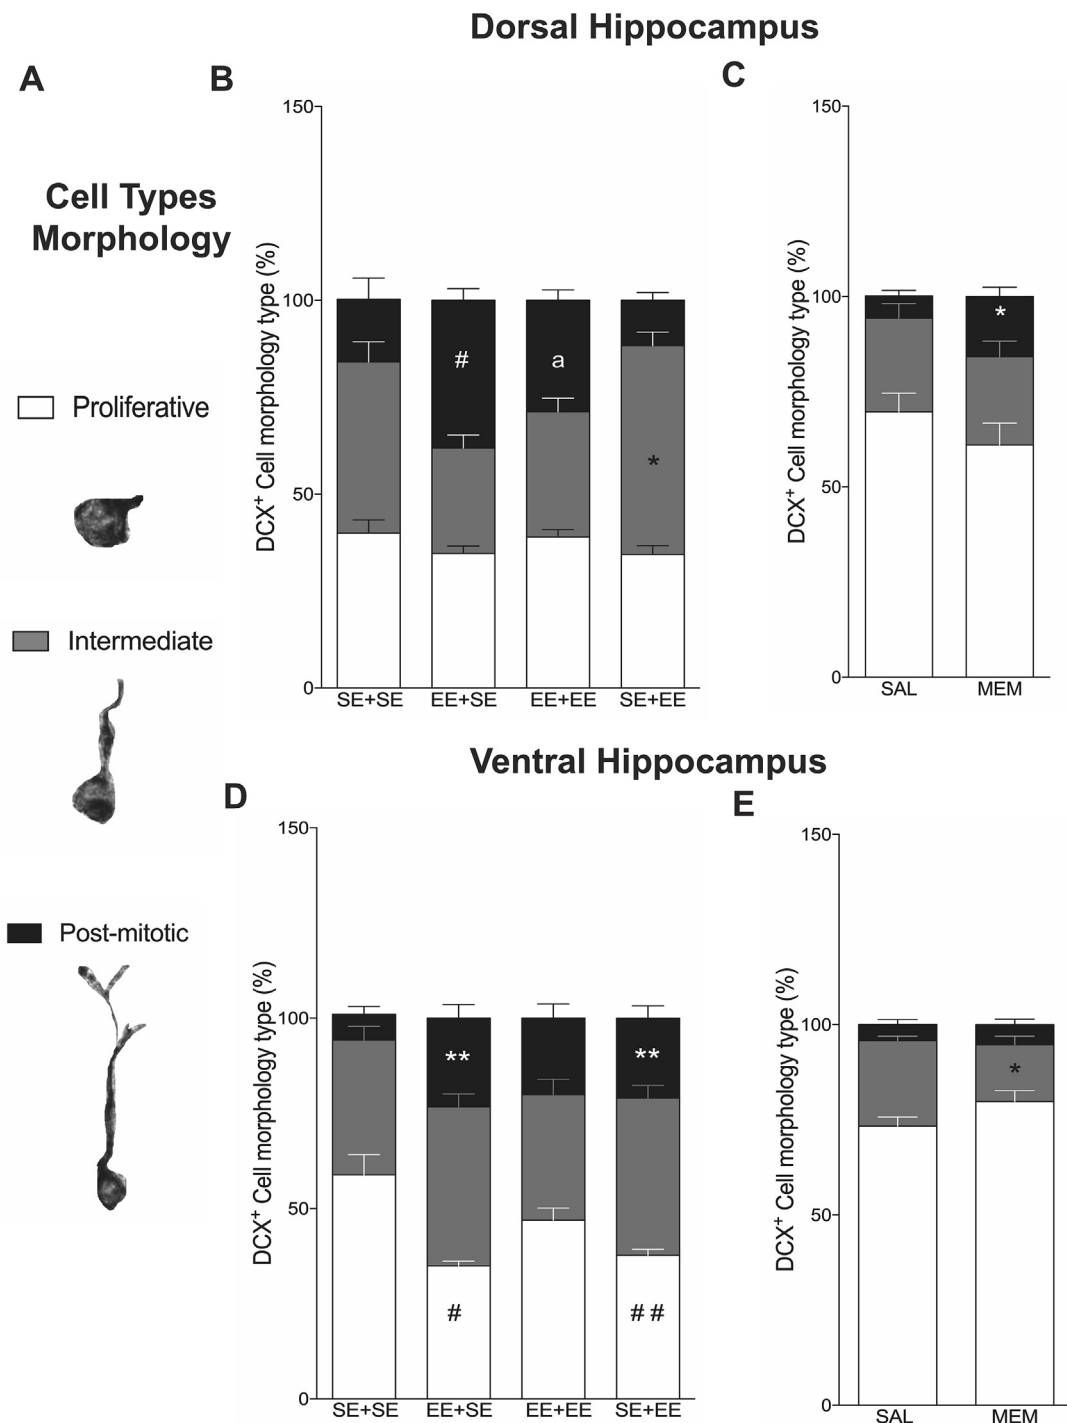 Dorsal Hippocampus
A
B
C
Cell Types
Morphology
Proliferative
Intermediate
Post-mitotic
DCX⁺ Cell morphology type (%)
150
100
50
0
#
a
*
SE+SE EE+SE EE+EE SE+EE
DCX⁺ Cell morphology type (%)
150
100
50
0
*
SAL MEM
Ventral Hippocampus
D
E
DCX⁺ Cell morphology type (%)
150
100
50
0
** **
# # #
SE+SE EE+SE EE+EE SE+EE
DCX⁺ Cell morphology type (%)
150
100
50
0
*
SAL MEM